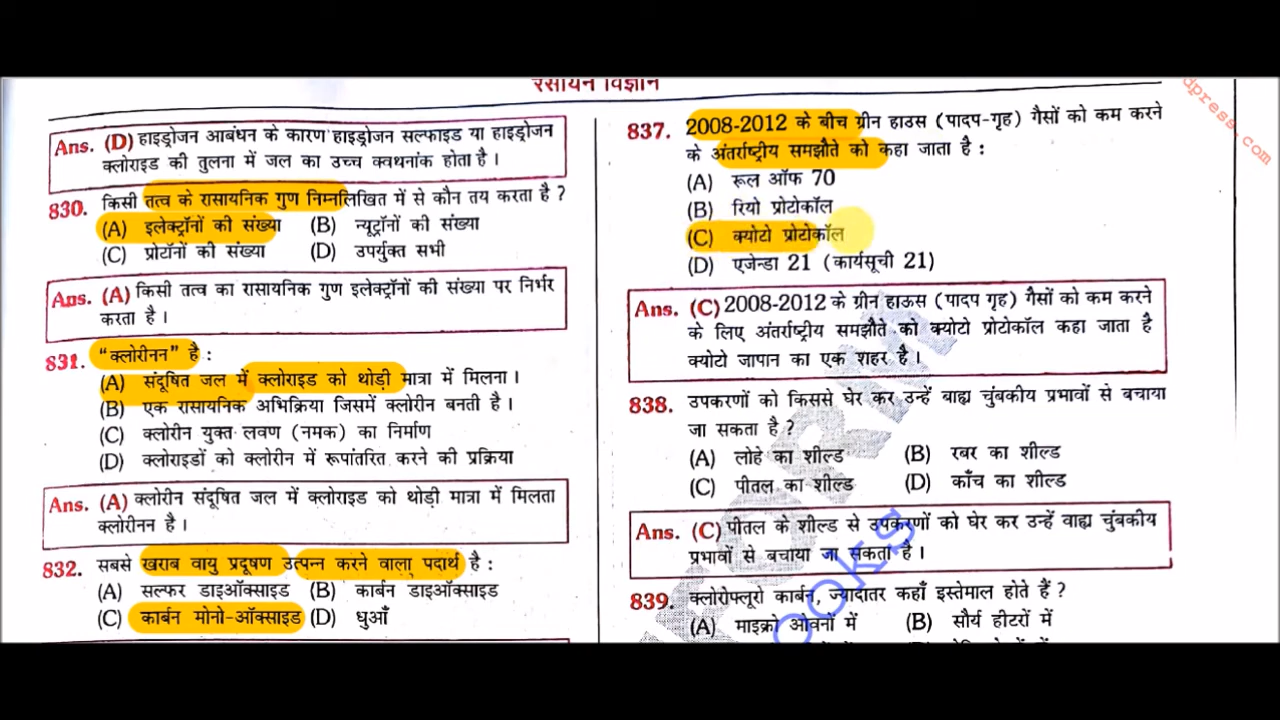 रसायन विज्ञान
Ans. (D) हाइड्रोजन आबंधन के कारण हाइड्रोजन सल्फाइड या हाइड्रोजन
क्लोराइड की तुलना में जल का उच्च क्वथनांक होता है।
830. किसी तत्व के रासायनिक गुण निम्नलिखित में से कौन तय करता है ?
(A) इलेक्ट्रॉनों की संख्या (B) न्यूट्रॉनों की संख्या
(C) प्रोटॉनों की संख्या (D) उपर्युक्त सभी
Ans. (A) किसी तत्व का रासायनिक गुण इलेक्ट्रॉनों की संख्या पर निर्भर
करता है।
831. "क्लोरीनन" है :
(A) संदूषित जल में क्लोराइड को थोड़ी मात्रा में मिलना।
(B) एक रासायनिक अभिक्रिया जिसमें क्लोरीन बनती है।
(C) क्लोरीन युक्त लवण (नमक) का निर्माण
(D) क्लोराइडों को क्लोरीन में रूपांतरित करने की प्रक्रिया
Ans. (A) क्लोरीन संदूषित जल में क्लोराइड को थोड़ी मात्रा में मिलता
क्लोरीनन है।
832. सबसे खराब वायु प्रदूषण उत्पन्न करने वाला पदार्थ है :
(A) सल्फर डाइऑक्साइड (B) कार्बन डाइऑक्साइड
(C) कार्बन मोनो-ऑक्साइड (D) धुआँ
837. 2008-2012 के बीच ग्रीन हाउस (पादप-गृह) गैसों को कम करने
के अंतर्राष्ट्रीय समझौते को कहा जाता है :
(A) रूल ऑफ 70
(B) रियो प्रोटोकॉल
(C) क्योटो प्रोटोकॉल
(D) एजेन्डा 21 (कार्यसूची 21)
Ans. (C) 2008-2012 के ग्रीन हाऊस (पादप गृह) गैसों को कम करने
के लिए अंतर्राष्ट्रीय समझौते को क्योटो प्रोटोकॉल कहा जाता है
क्योटो जापान का एक शहर है।
838. उपकरणों को किससे घेर कर उन्हें बाह्य चुंबकीय प्रभावों से बचाया
जा सकता है ?
(A) लोहे का शील्ड (B) रबर का शील्ड
(C) पीतल का शील्ड (D) काँच का शील्ड
Ans. (C) पीतल के शील्ड से उपकरणों को घेर कर उन्हें वाह्य चुंबकीय
प्रभावों से बचाया जा सकता है।
839. क्लोरोफ्लूरो कार्बन, ज्यादातर कहाँ इस्तेमाल होते हैं ?
(A) माइक्रो ओवनों में (B) सौर्य हीटरों में
dpress.com
OOKS